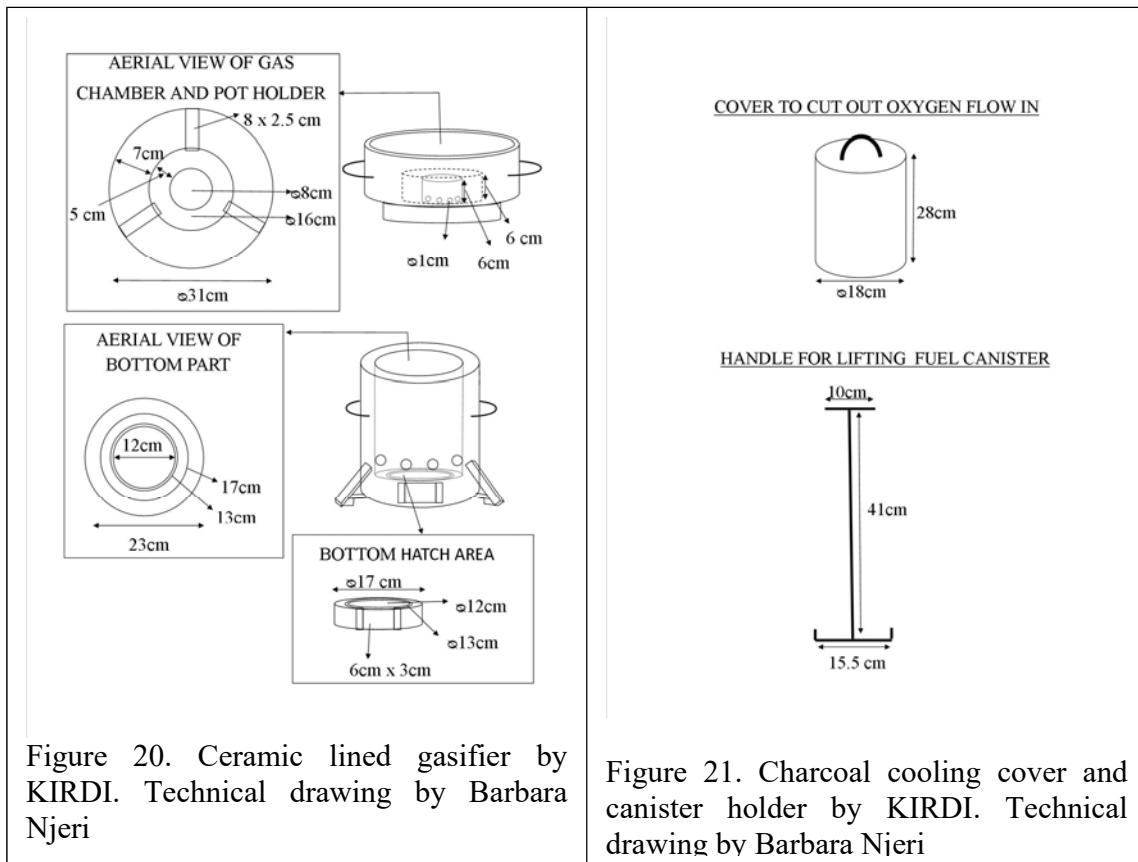 AERIAL VIEW OF GAS
CHAMBER AND POT HOLDER
8 x 2.5 cm
7cm
5 cm
⌀8cm
⌀16cm
⌀31cm
6 cm
6cm
⌀1cm
AERIAL VIEW OF
BOTTOM PART
12cm
17cm
13cm
23cm
BOTTOM HATCH AREA
⌀17 cm
⌀12cm
⌀13cm
6cm x 3cm
Figure 20. Ceramic lined gasifier by
KIRDI. Technical drawing by Barbara
Njeri
COVER TO CUT OUT OXYGEN FLOW IN
28cm
⌀18cm
HANDLE FOR LIFTING FUEL CANISTER
10cm
41cm
15.5 cm
Figure 21. Charcoal cooling cover and
canister holder by KIRDI. Technical
drawing by Barbara Njeri